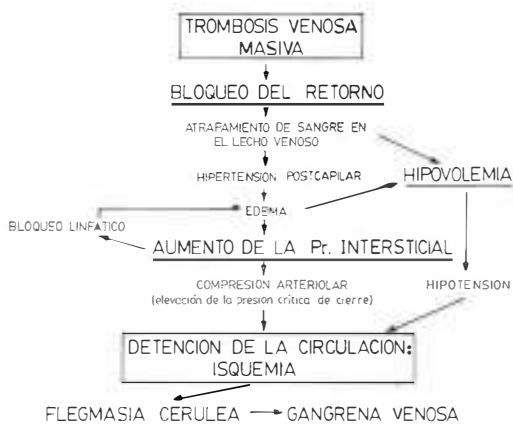 TROMBOSIS VENOSA
MASIVA
BLOQUEO DEL RETORNO
ATRAPAMIENTO DE SANGRE EN
EL LECHO VENOSO
HIPERTENSION POSTCAPILAR
HIPOVOLEMIA
EDEMA
BLOQUEO LINFATICO
AUMENTO DE LA Pr. INTERSTICIAL
COMPRESION ARTERIOLAR
(elevación de la presión crítica de cierre)
HIPOTENSION
DETENCION DE LA CIRCULACION:
ISQUEMIA
FLEGMASIA CERULEA
GANGRENA VENOSA